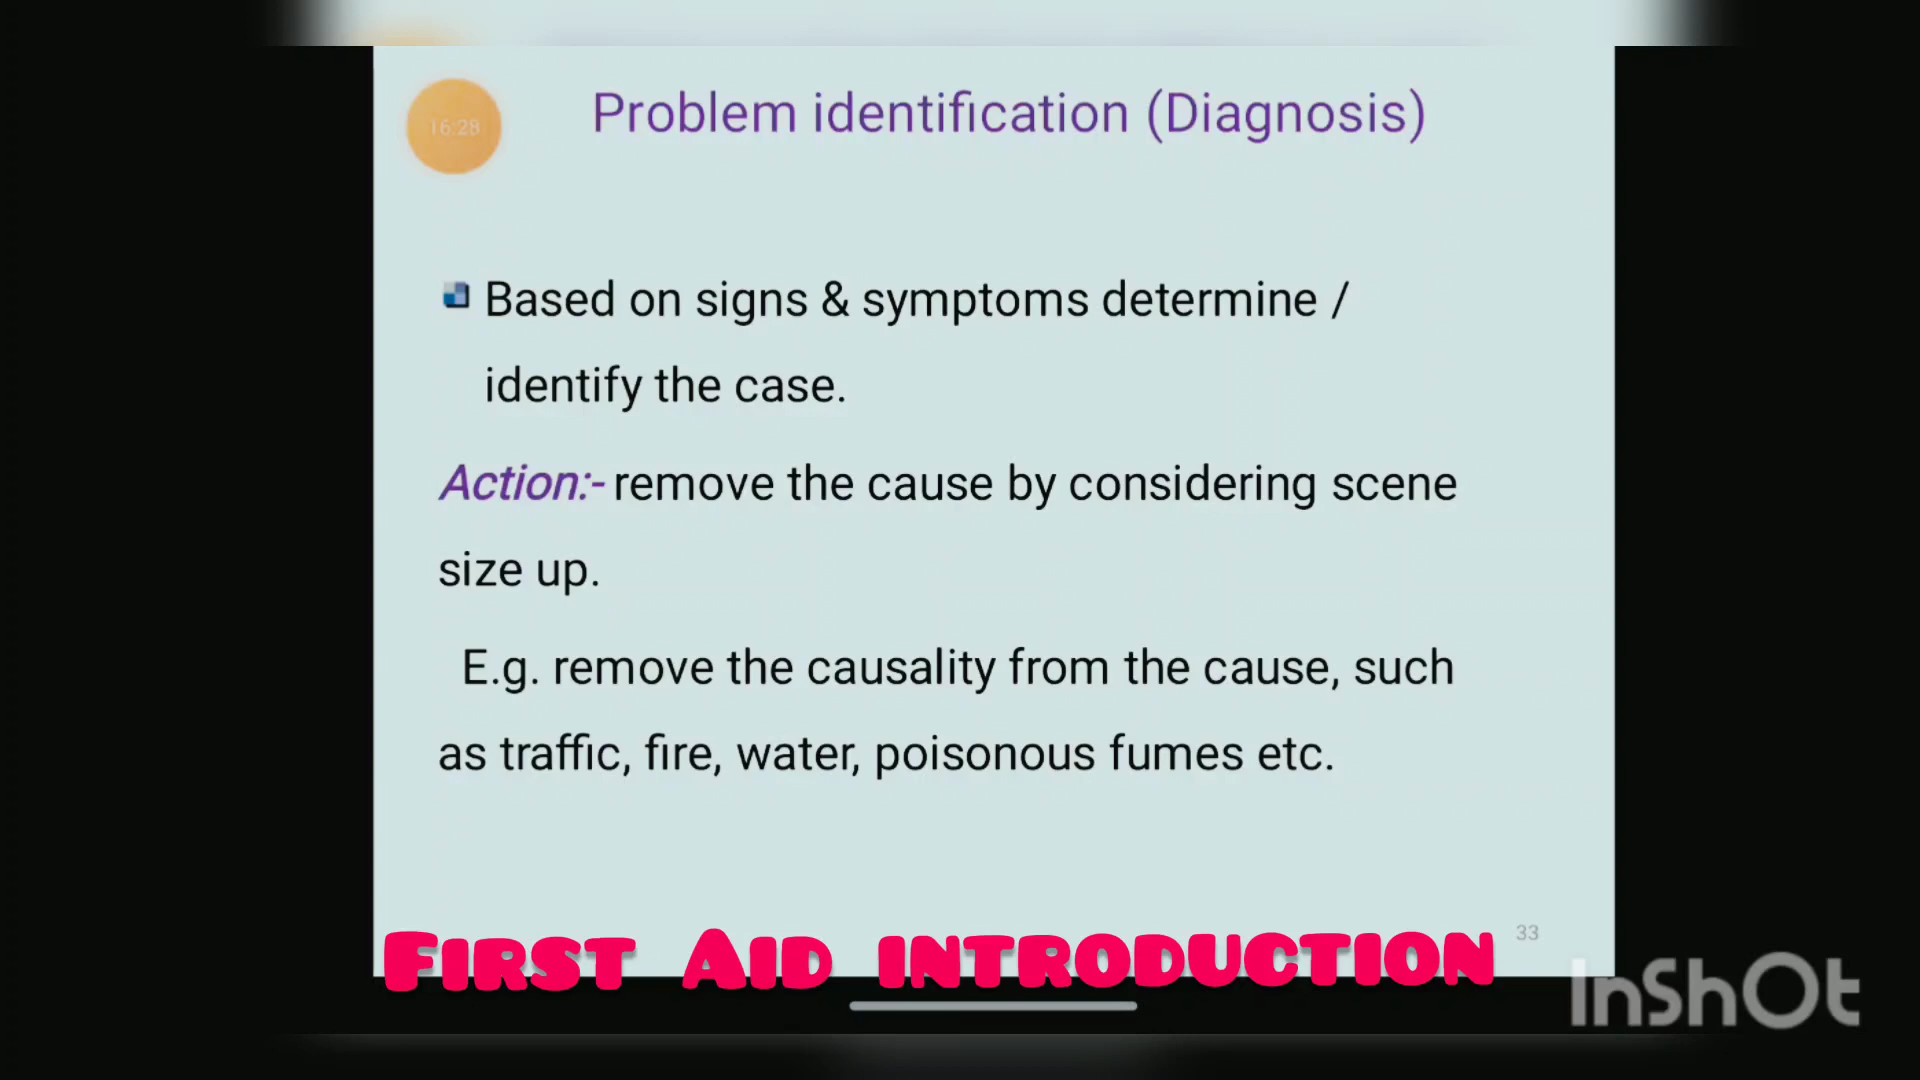 16:28
Problem identification (Diagnosis)
Based on signs & symptoms determine /
identify the case.
Action:- remove the cause by considering scene
size up.
E.g. remove the causality from the cause, such
as traffic, fire, water, poisonous fumes etc.
33
First Aid introduction
InShOt